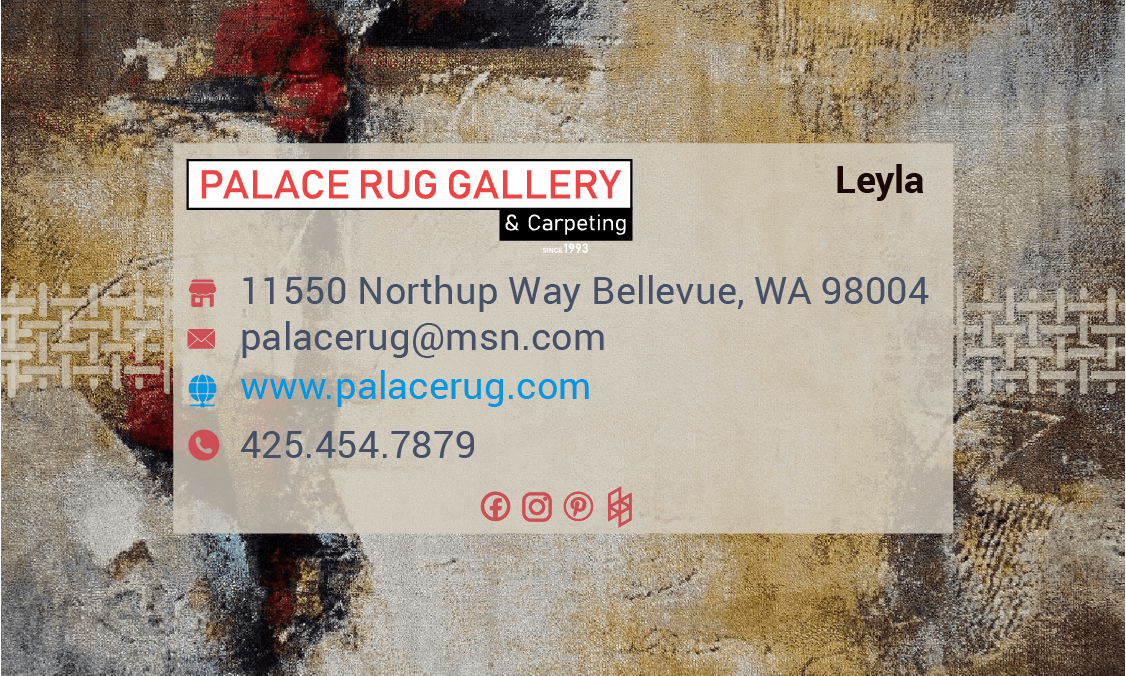 PALACE RUG GALLERY
& Carpeting
SINCE 1993
Leyla
11550 Northup Way Bellevue, WA 98004
palacerug@msn.com
www.palacerug.com
425.454.7879